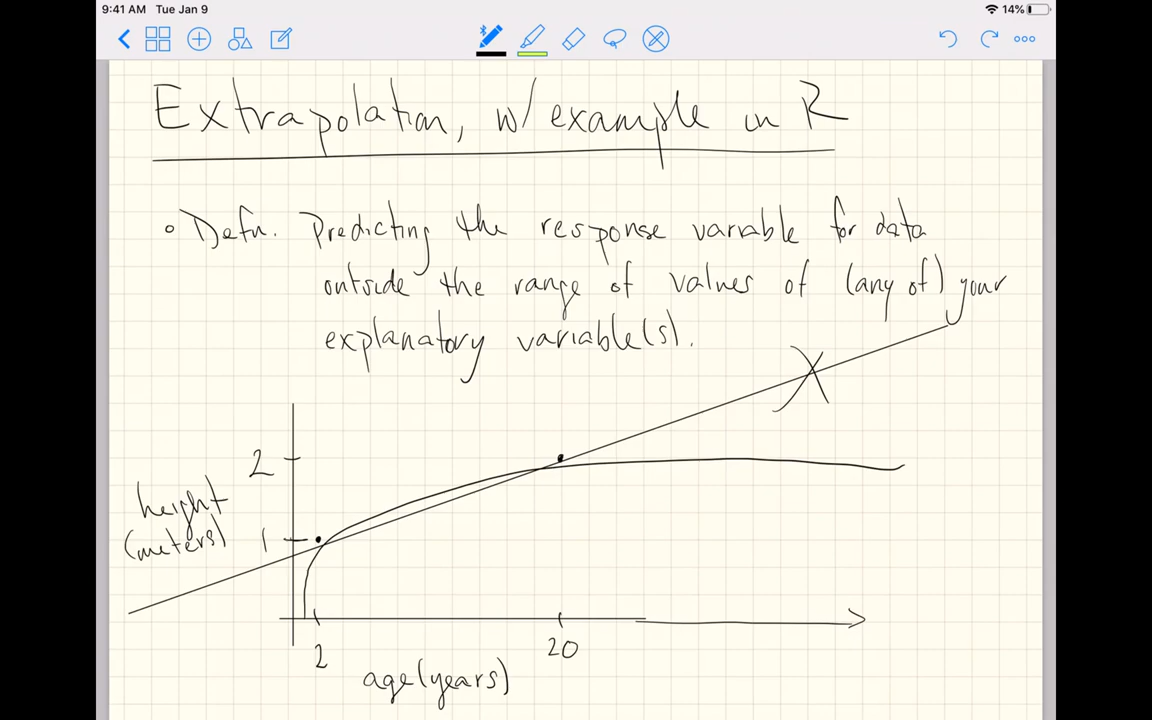 9:41 AM Tue Jan 9 14%
Extrapolation, w/ example in R
• Defn. Predicting the response variable for data
outside the range of values of (any of) your
explanatory variable(s).
2
height
(meters)
1
2
20
age (years)